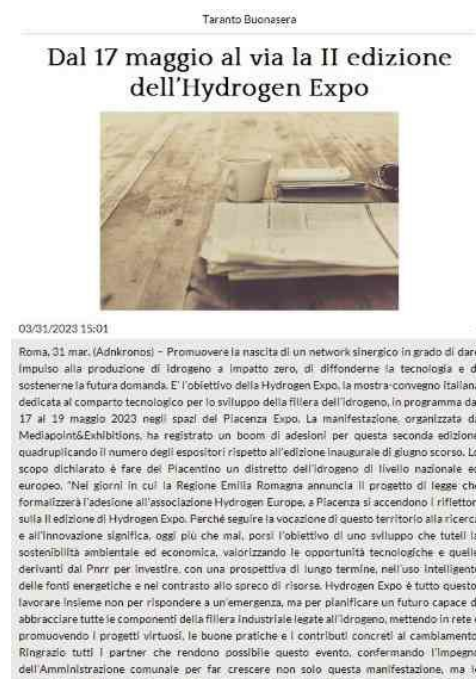 Taranto Buonasera
Dal 17 maggio al via la II edizione
dell'Hydrogen Expo
03/31/2023 15:01
Roma, 31 mar. (Adnkronos) – Promuovere la nascita di un network sinergico in grado di dare
impulso alla produzione di idrogeno a impatto zero, di diffonderne la tecnologia e di
sostenerne la futura domanda. E' l'obiettivo della Hydrogen Expo, la mostra-convegno italiana
dedicata al comparto tecnologico per lo sviluppo della filiera dell'idrogeno, in programma dal
17 al 19 maggio 2023 negli spazi del Piacenza Expo. La manifestazione, organizzata da
Mediapoint&Exhibitions, ha registrato un boom di adesioni per questa seconda edizione
quadruplicando il numero degli espositori rispetto all'edizione inaugurale di giugno scorso. Lo
scopo dichiarato è fare del Piacentino un distretto dell'idrogeno di livello nazionale ed
europeo. "Nei giorni in cui la Regione Emilia Romagna annuncia il progetto di legge che
formalizzerà l'adesione all'associazione Hydrogen Europe, a Piacenza si accendono i riflettori
sulla II edizione di Hydrogen Expo. Perché seguire la vocazione di questo territorio alla ricerca
e all'innovazione significa, oggi più che mai, porsi l'obiettivo di uno sviluppo che tuteli la
sostenibilità ambientale ed economica, valorizzando le opportunità tecnologiche e quelle
derivanti dal Pnrr per investire, con una prospettiva di lungo termine, nell'uso intelligente
delle fonti energetiche e nel contrasto allo spreco di risorse. Hydrogen Expo è tutto questo:
lavorare insieme non per rispondere a un'emergenza, ma per planificare un futuro capace di
abbracciare tutte le componenti della filiera industriale legate all'idrogeno, mettendo in rete e
promuovendo i progetti virtuosi, le buone pratiche e i contributi concreti al cambiamento.
Ringrazio tutti i partner che rendono possibile questo evento, confermando l'impegno
dell'Amministrazione comunale per far crescere non solo questa manifestazione, ma le